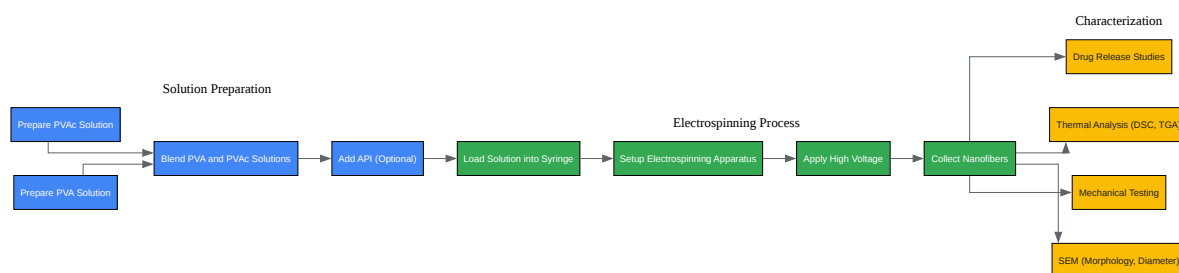 Characterization
Drug Release Studies
Solution Preparation
Prepare PVAc Solution
Electrospinning Process
Thermal Analysis (DSC, TGA)
Blend PVA and PVAc Solutions
Add API (Optional)
Load Solution into Syringe
Setup Electrospinning Apparatus
Apply High Voltage
Collect Nanofibers
Prepare PVA Solution
Mechanical Testing
SEM (Morphology, Diameter)